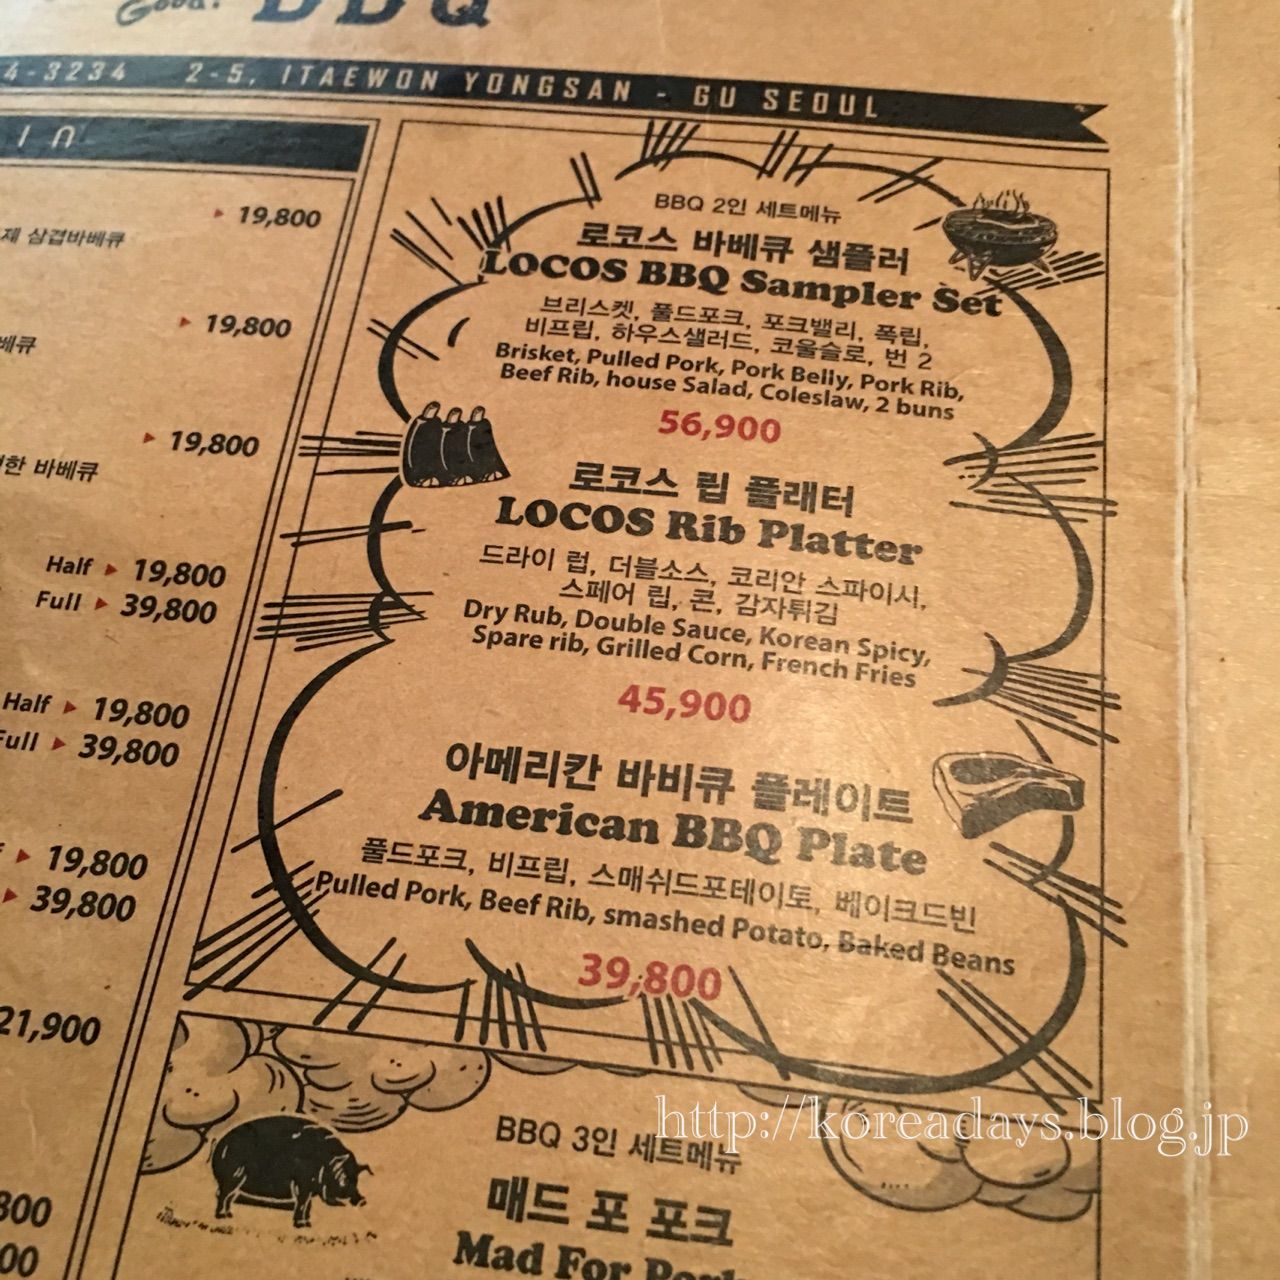 Good!
BBQ
4-3234 2-5, ITAEWON YONGSAN - GU SEOUL
19,800
제 삼겹바베큐
19,800
베큐
19,800
한 바베큐
Half 19,800
Full 39,800
Half 19,800
Full 39,800
19,800
39,800
21,900
BBQ 2인 세트메뉴
로코스 바베큐 샘플러
LOCOS BBQ Sampler Set
브리스켓, 풀드포크, 포크밸리, 폭립,
비프립, 하우스샐러드, 코울슬로, 번 2
Brisket, Pulled Pork, Pork Belly, Pork Rib,
Beef Rib, house Salad, Coleslaw, 2 buns
56,900
로코스 립 플래터
LOCOS Rib Platter
드라이 럽, 더블소스, 코리안 스파이시,
스페어 립, 콘, 감자튀김
Dry Rub, Double Sauce, Korean Spicy,
Spare rib, Grilled Corn, French Fries
45,900
아메리칸 바비큐 플레이트
American BBQ Plate
풀드포크, 비프립, 스매쉬드포테이토, 베이크드빈
Pulled Pork, Beef Rib, smashed Potato, Baked Beans
39,800
http://koreadays.blog.jp
BBQ 3인 세트메뉴
매드 포 포크
Mad For Pork